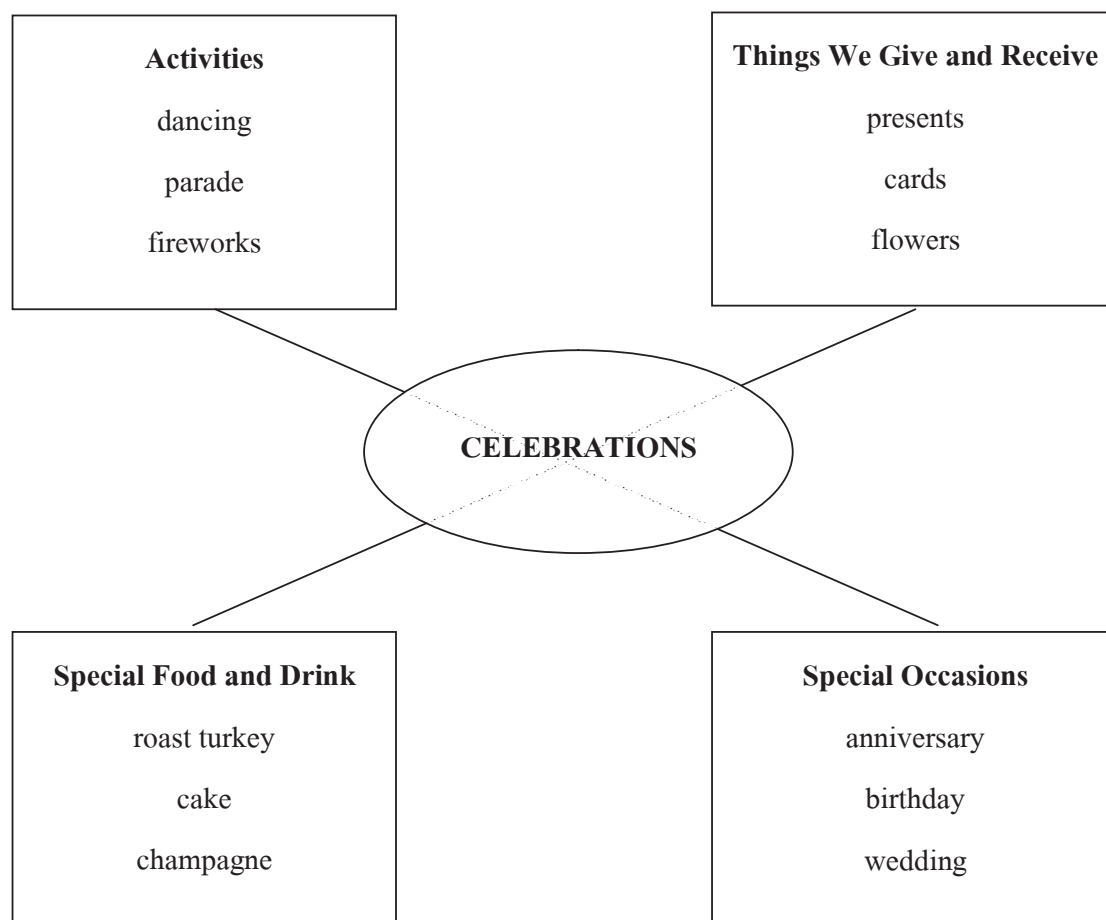 Activities
dancing
parade
fireworks
Things We Give and Receive
presents
cards
flowers
CELEBRATIONS
Special Food and Drink
roast turkey
cake
champagne
Special Occasions
anniversary
birthday
wedding